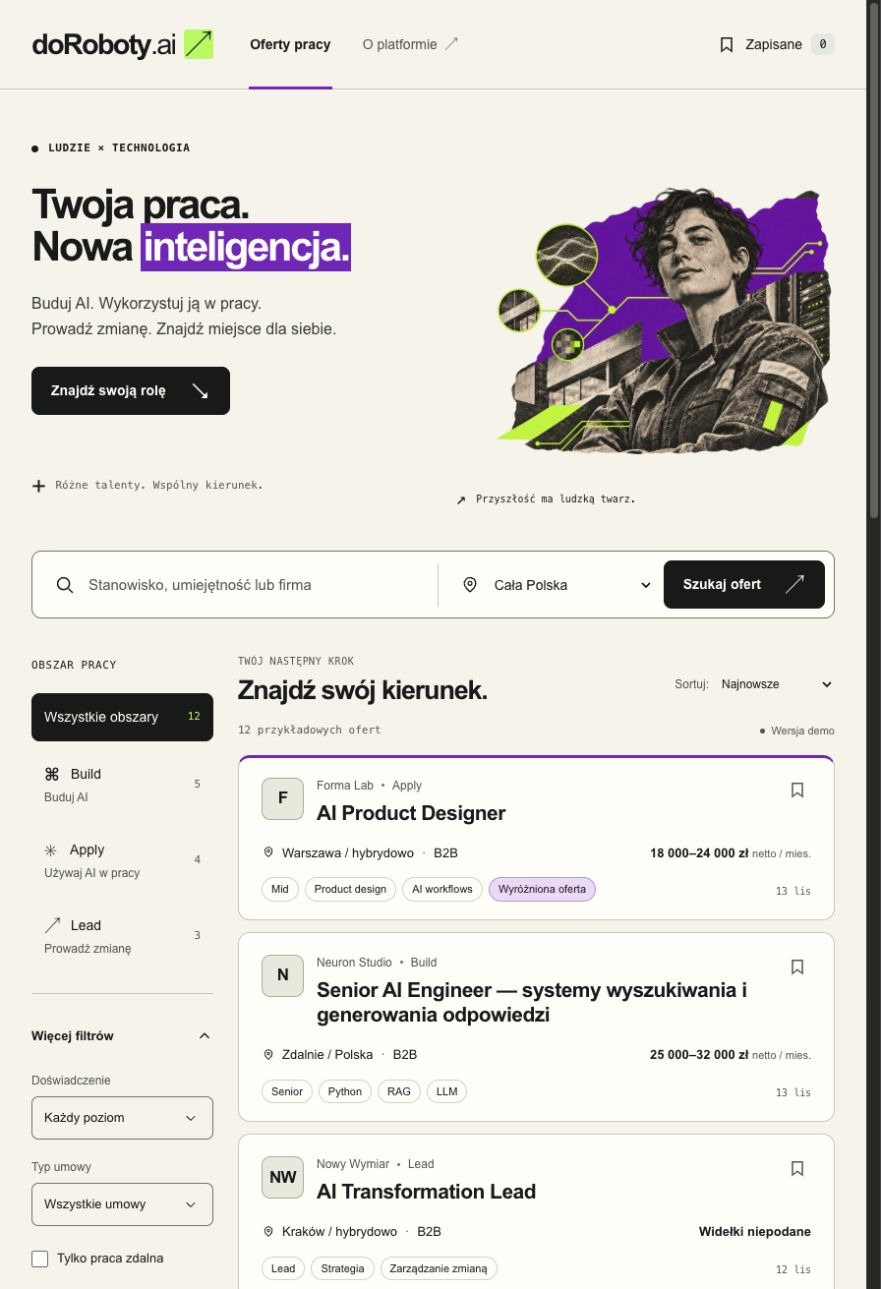 doRoboty.ai
Oferty pracy
O platformie
Zapisane 0
LUDZIE × TECHNOLOGIA
Twoja praca.
Nowa inteligencja.
Buduj AI. Wykorzystuj ją w pracy.
Prowadź zmianę. Znajdź miejsce dla siebie.
Znajdź swoją rolę
Różne talenty. Wspólny kierunek.
Przyszłość ma ludzką twarz.
Stanowisko, umiejętność lub firma
Cała Polska
Szukaj ofert
OBSZAR PRACY
Wszystkie obszary 12
Build
Buduj AI
5
Apply
Używaj AI w pracy
4
Lead
Prowadź zmianę
3
Więcej filtrów
Doświadczenie
Każdy poziom
Typ umowy
Wszystkie umowy
Tylko praca zdalna
TWÓJ NASTĘPNY KROK
Znajdź swój kierunek.
Sortuj: Najnowsze
12 przykładowych ofert
Wersja demo
F
Forma Lab • Apply
AI Product Designer
Warszawa / hybrydowo · B2B
18 000–24 000 zł netto / mies.
Mid
Product design
AI workflows
Wyróżniona oferta
13 lis
N
Neuron Studio • Build
Senior AI Engineer — systemy wyszukiwania i
generowania odpowiedzi
Zdalnie / Polska · B2B
25 000–32 000 zł netto / mies.
Senior
Python
RAG
LLM
13 lis
NW
Nowy Wymiar • Lead
AI Transformation Lead
Kraków / hybrydowo · B2B
Widełki niepodane
Lead
Strategia
Zarządzanie zmianą
12 lis